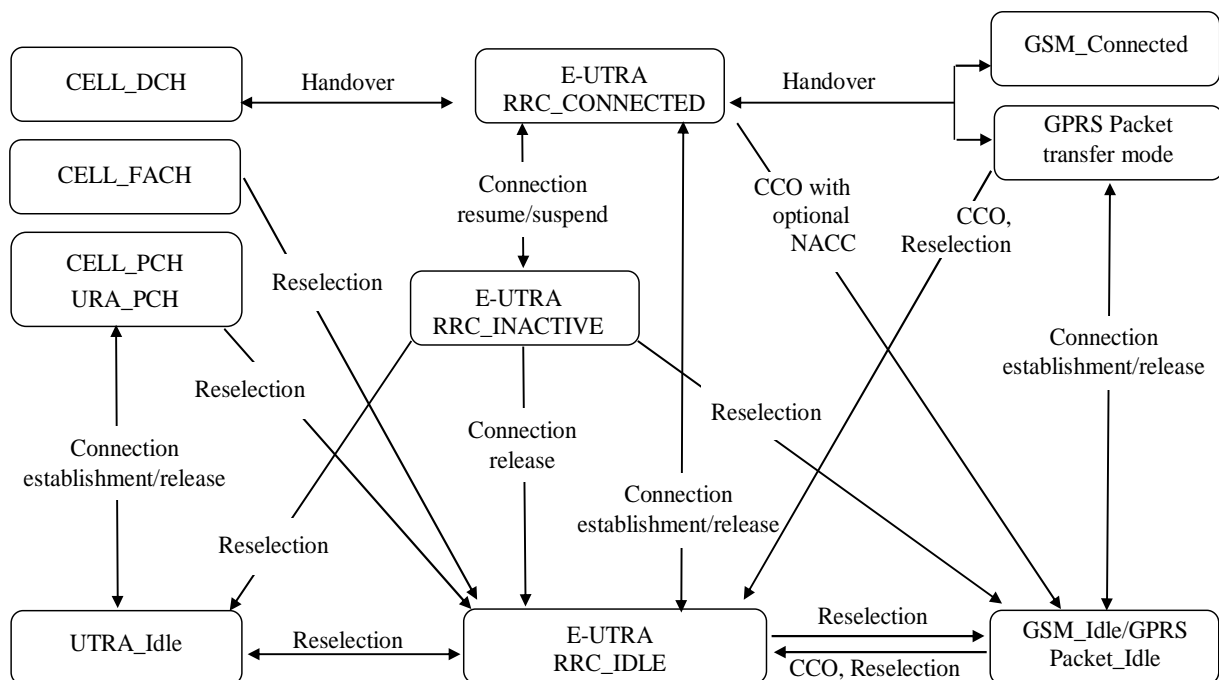 GSM_Connected
CELL_DCH
Handover
E-UTRA
RRC_CONNECTED
Handover
GPRS Packet
transfer mode
CELL_FACH
Connection
resume/suspend
CCO with
optional
NACC
CCO,
Reselection
CELL_PCH
URA_PCH
Reselection
E-UTRA
RRC_INACTIVE
Connection
establishment/release
Reselection
Reselection
Connection
establishment/release
Connection
release
Connection
establishment/release
Reselection
UTRA_Idle
Reselection
E-UTRA
RRC_IDLE
Reselection
CCO, Reselection
GSM_Idle/GPRS
Packet_Idle